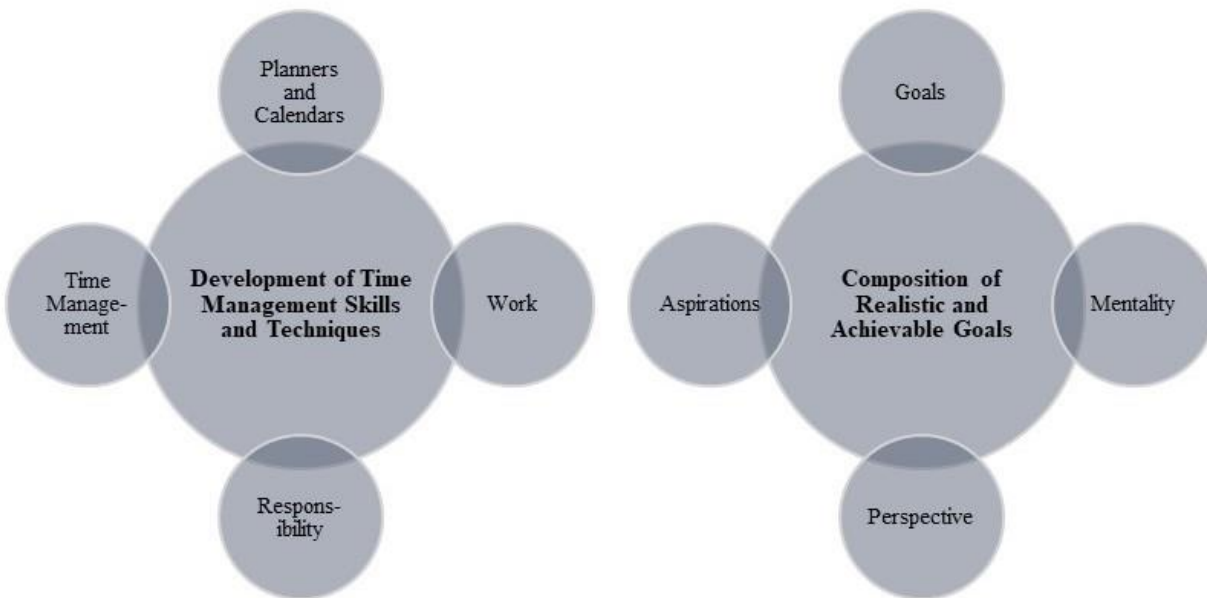 Planners
and
Calendars
Time
Manage-
ment
Development of Time
Management Skills
and Techniques
Work
Respons-
ibility
Goals
Aspirations
Composition of
Realistic and
Achievable Goals
Mentality
Perspective